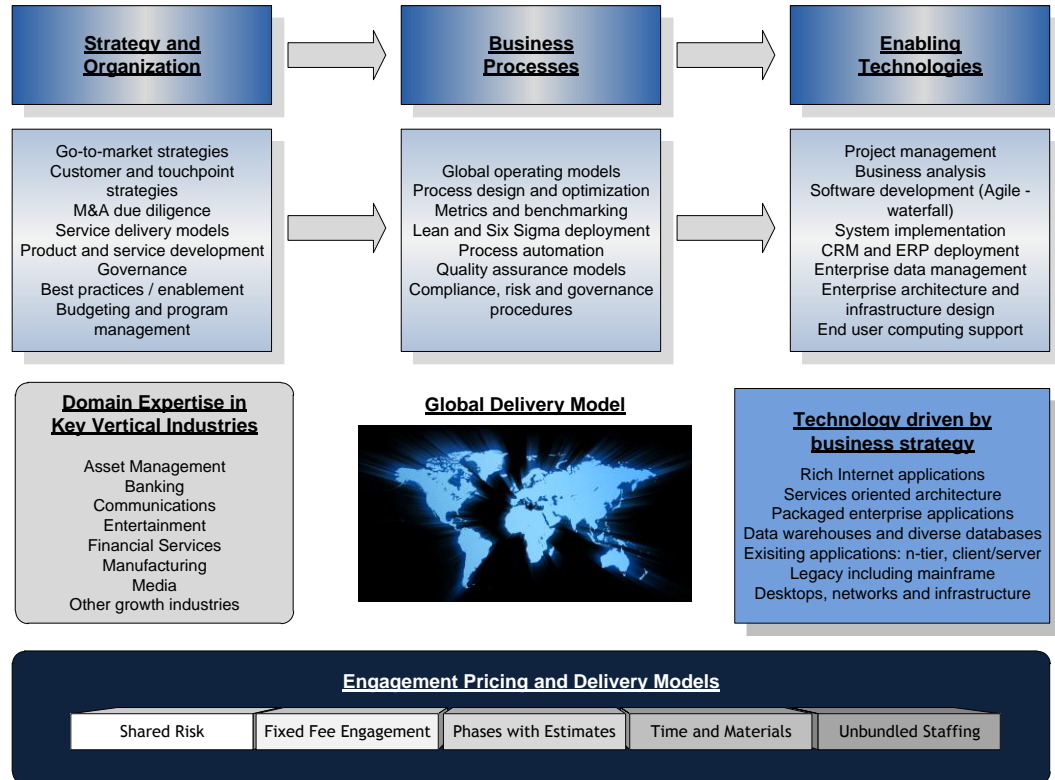 Strategy and
Organization
Business
Processes
Enabling
Technologies
Go-to-market strategies
Customer and touchpoint
strategies
M&A due diligence
Service delivery models
Product and service development
Governance
Best practices / enablement
Budgeting and program
management
Global operating models
Process design and optimization
Metrics and benchmarking
Lean and Six Sigma deployment
Process automation
Quality assurance models
Compliance, risk and governance
procedures
Project management
Business analysis
Software development (Agile -
waterfall)
System implementation
CRM and ERP deployment
Enterprise data management
Enterprise architecture and
infrastructure design
End user computing support
Domain Expertise in
Key Vertical Industries
Asset Management
Banking
Communications
Entertainment
Financial Services
Manufacturing
Media
Other growth industries
Global Delivery Model
Technology driven by
business strategy
Rich Internet applications
Services oriented architecture
Packaged enterprise applications
Data warehouses and diverse databases
Exisiting applications: n-tier, client/server
Legacy including mainframe
Desktops, networks and infrastructure
Engagement Pricing and Delivery Models
Shared Risk
Fixed Fee Engagement
Phases with Estimates
Time and Materials
Unbundled Staffing